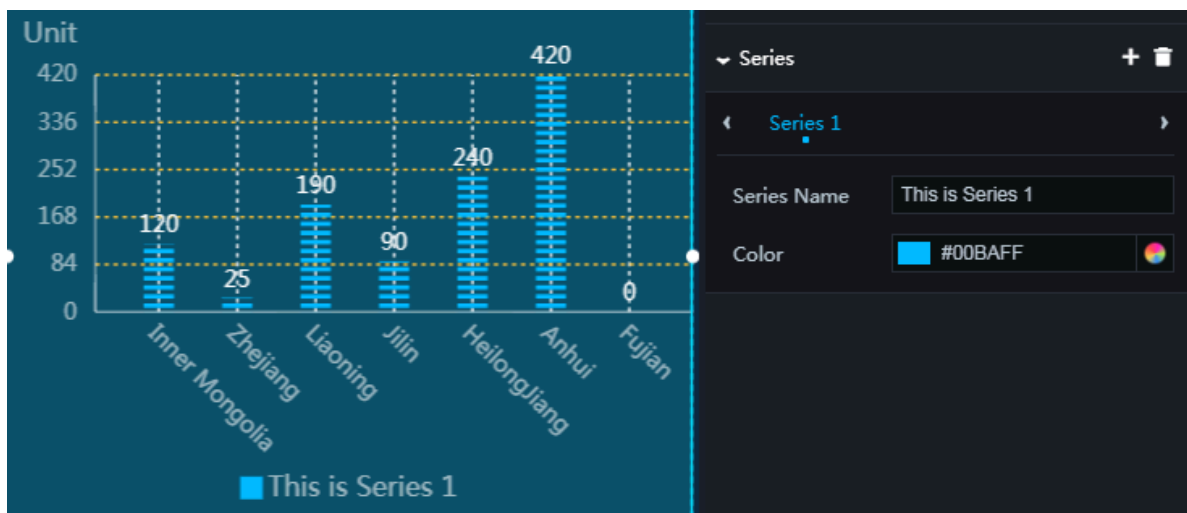 Unit
420
336
252
168
84
0
120
25
190
90
240
420
0
Inner Mongolia
Zhejiang
Liaoning
Jilin
HeilongJiang
Anhui
Fujian
This is Series 1
Series
Series 1
Series Name
This is Series 1
Color
#00BAFF